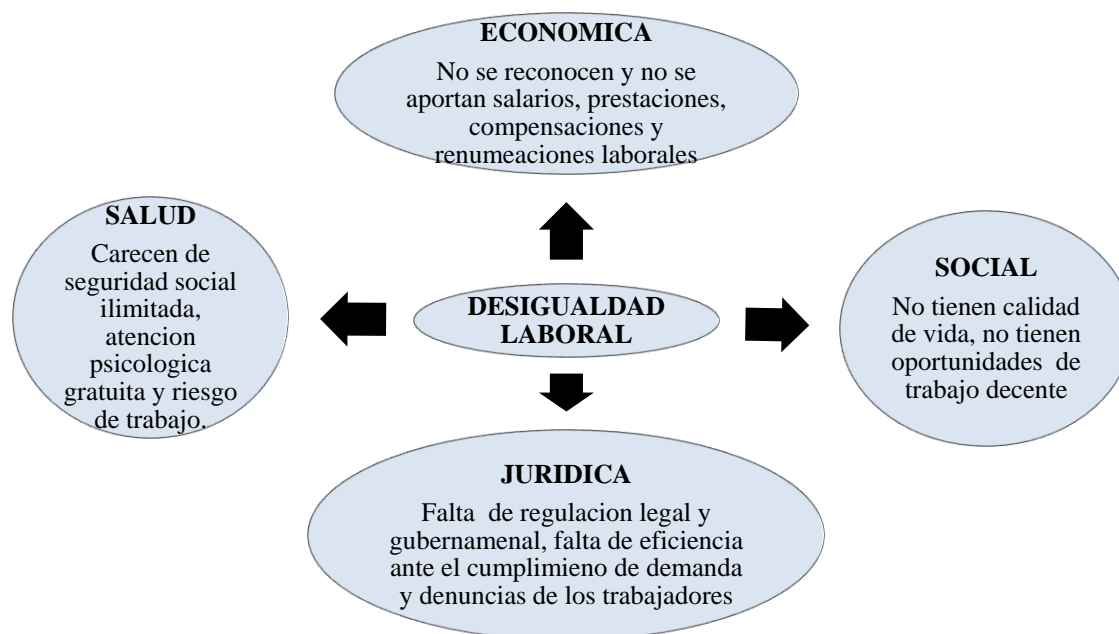 ECONOMICA
No se reconocen y no se
aportan salarios, prestaciones,
compensaciones y
renumeaciones laborales
SALUD
Carecen de
seguridad social
ilimitada,
atencion
psicologica
gratuita y riesgo
de trabajo.
DESIGUALDAD
LABORAL
SOCIAL
No tienen calidad
de vida, no tienen
oportunidades de
trabajo decente
JURIDICA
Falta de regulacion legal y
gubernamenal, falta de eficiencia
ante el cumplimieno de demanda
y denuncias de los trabajadores